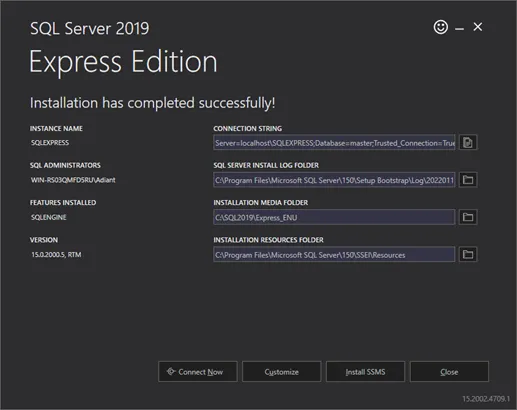 SQL Server 2019
Express Edition
Installation has completed successfully!
INSTANCE NAME
SQLEXPRESS
CONNECTION STRING
Server=localhost\SQLEXPRESS;Database=master;Trusted_Connection=True
SQL ADMINISTRATORS
WIN-RS03QMFD5RU\Adiant
SQL SERVER INSTALL LOG FOLDER
C:\Program Files\Microsoft SQL Server\150\Setup Bootstrap\Log\2022011
FEATURES INSTALLED
SQLENGINE
INSTALLATION MEDIA FOLDER
C:\SQL2019\Express_ENU
VERSION
15.0.2000.5, RTM
INSTALLATION RESOURCES FOLDER
C:\Program Files\Microsoft SQL Server\150\SSEI\Resources
Connect Now
Customize
Install SSMS
Close
15.2002.4709.1